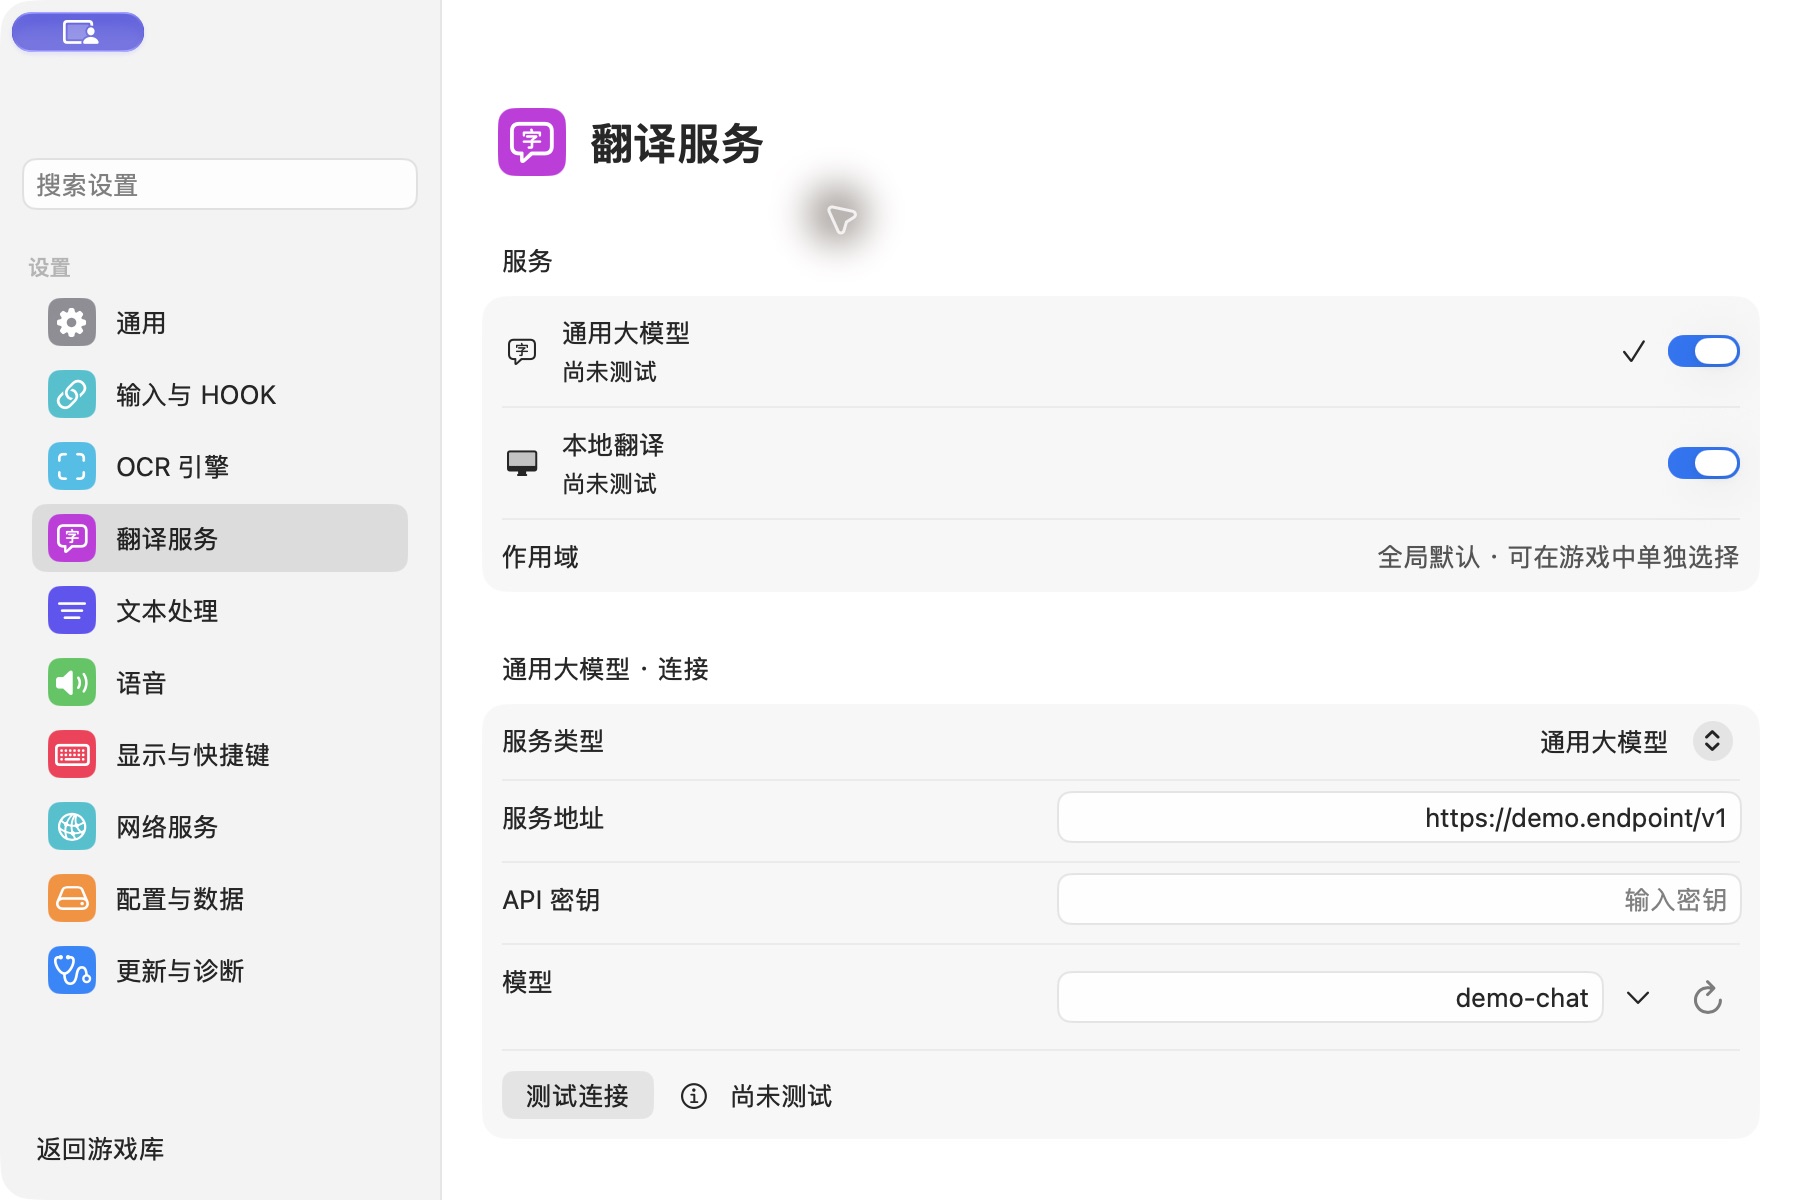 搜索设置
设置
通用
输入与 HOOK
OCR 引擎
翻译服务
文本处理
语音
显示与快捷键
网络服务
配置与数据
更新与诊断
返回游戏库
字 翻译服务
服务
字 通用大模型
尚未测试
本地翻译
尚未测试
作用域 全局默认 · 可在游戏中单独选择
通用大模型 · 连接
服务类型 通用大模型
服务地址 https://demo.endpoint/v1
API 密钥 输入密钥
模型 demo-chat
测试连接 尚未测试